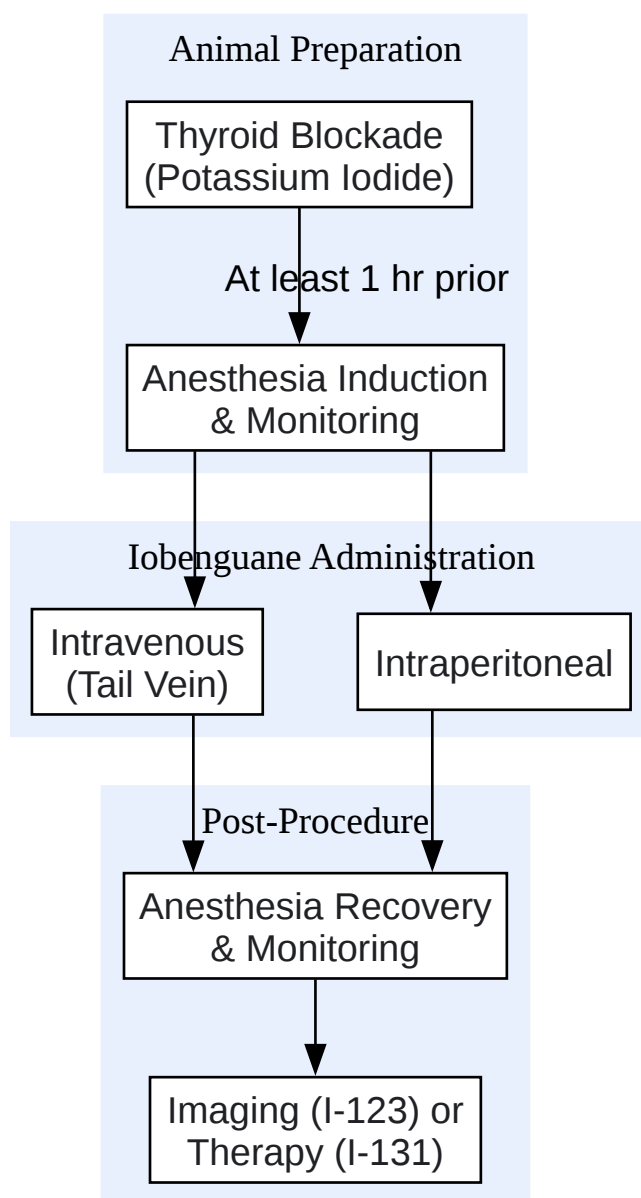 Animal Preparation
Thyroid Blockade
(Potassium Iodide)
At least 1 hr prior
Anesthesia Induction
& Monitoring
Iobenguane Administration
Intravenous
(Tail Vein)
Intraperitoneal
Post-Procedure
Anesthesia Recovery
& Monitoring
Imaging (I-123) or
Therapy (I-131)